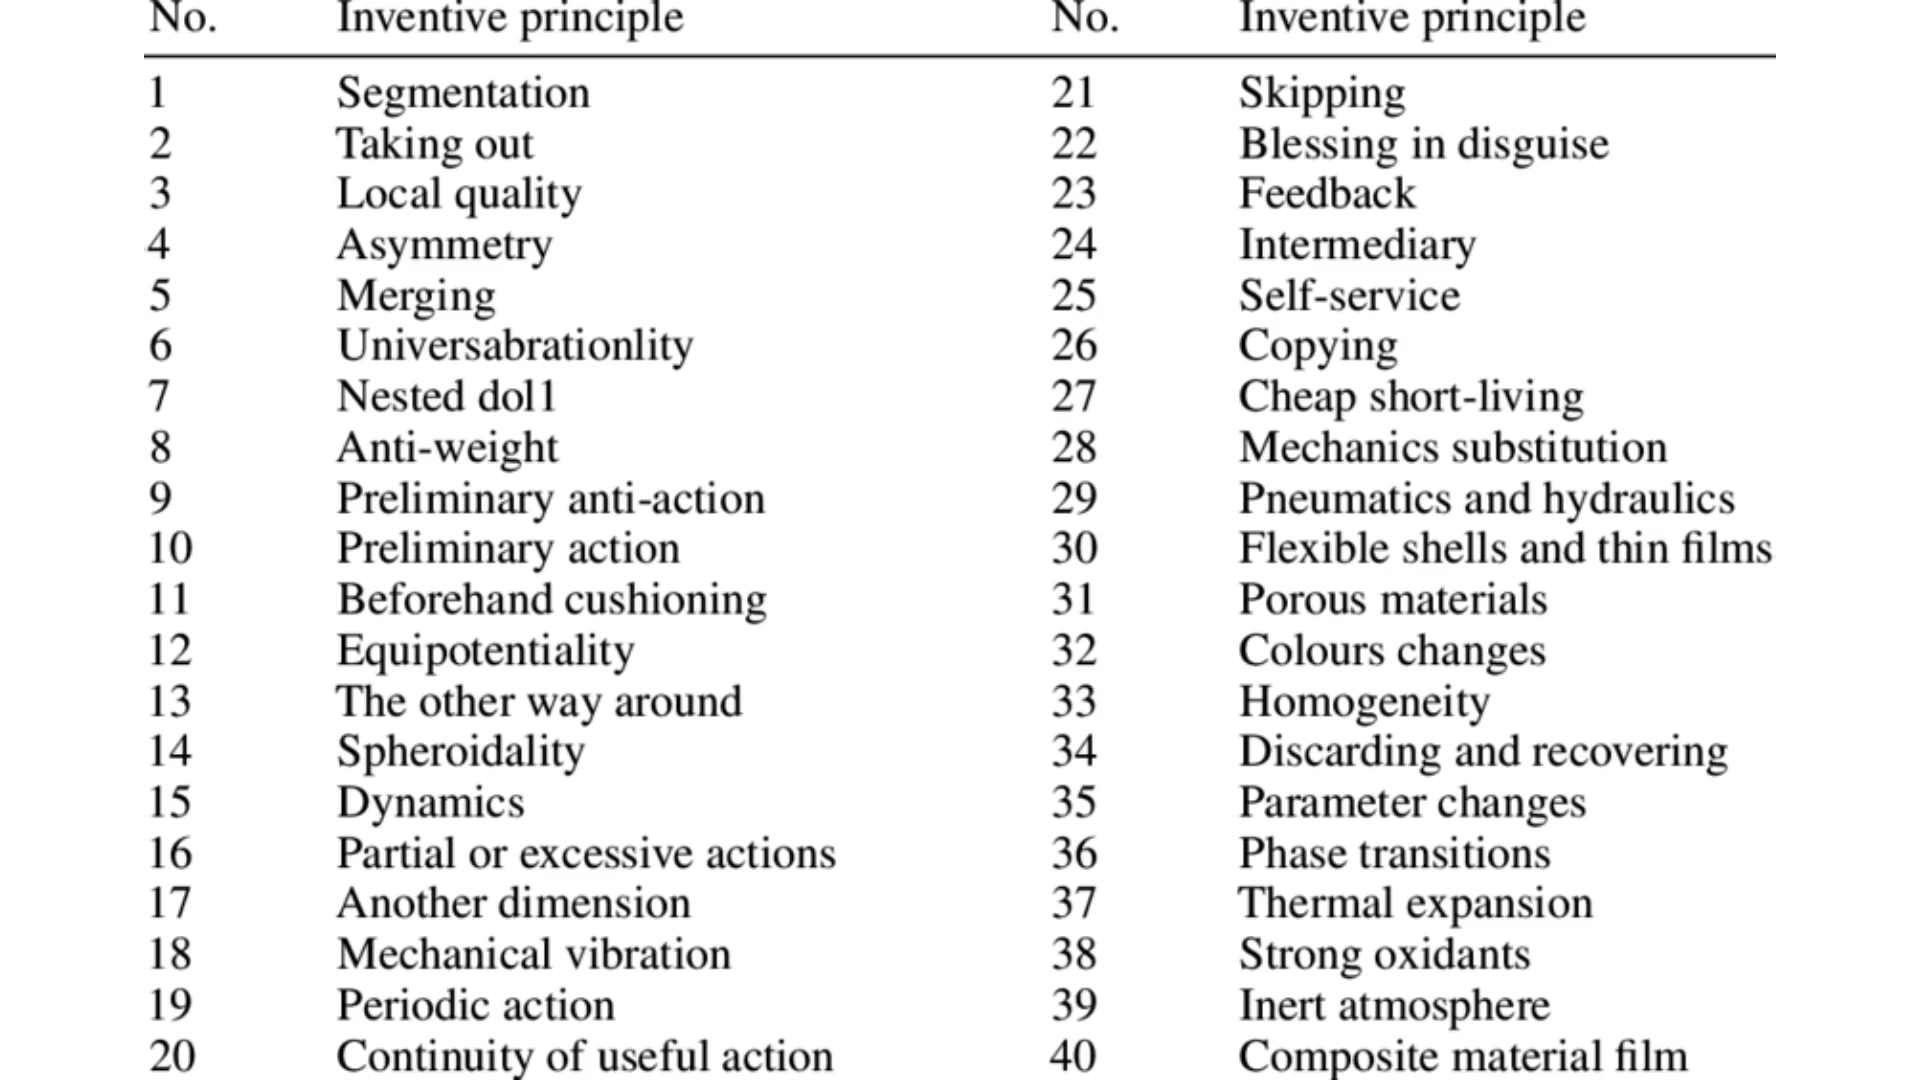 No. Inventive principle No. Inventive principle
1 Segmentation 21 Skipping
2 Taking out 22 Blessing in disguise
3 Local quality 23 Feedback
4 Asymmetry 24 Intermediary
5 Merging 25 Self-service
6 Universabrationlity 26 Copying
7 Nested dol1 27 Cheap short-living
8 Anti-weight 28 Mechanics substitution
9 Preliminary anti-action 29 Pneumatics and hydraulics
10 Preliminary action 30 Flexible shells and thin films
11 Beforehand cushioning 31 Porous materials
12 Equipotentiality 32 Colours changes
13 The other way around 33 Homogeneity
14 Spheroidality 34 Discarding and recovering
15 Dynamics 35 Parameter changes
16 Partial or excessive actions 36 Phase transitions
17 Another dimension 37 Thermal expansion
18 Mechanical vibration 38 Strong oxidants
19 Periodic action 39 Inert atmosphere
20 Continuity of useful action 40 Composite material film